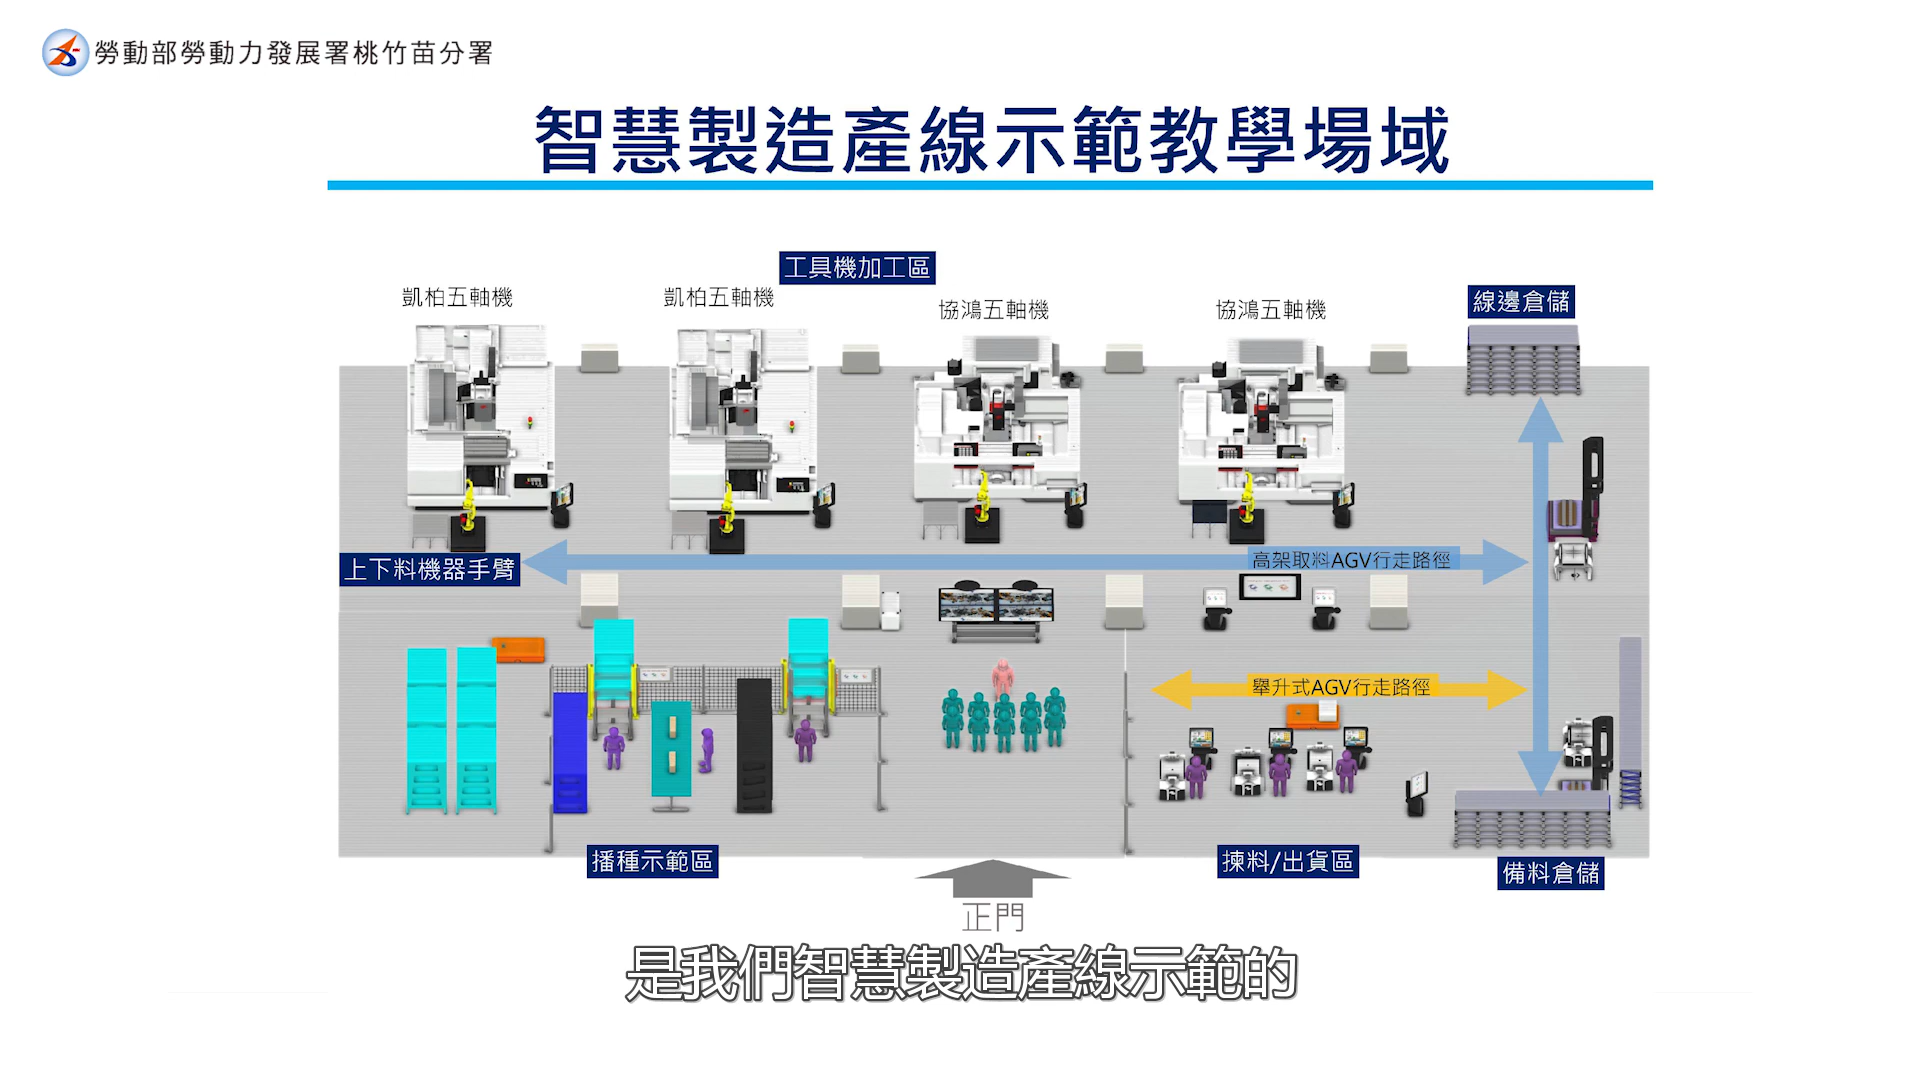 勞動部勞動力發展署桃竹苗分署
智慧製造產線示範教學場域
工具機加工區
凱柏五軸機
凱柏五軸機
協鴻五軸機
協鴻五軸機
線邊倉儲
上下料機器手臂
高架取料AGV行走路徑
舉升式AGV行走路徑
播種示範區
揀料/出貨區
備料倉儲
正門
是我們智慧製造產線示範的